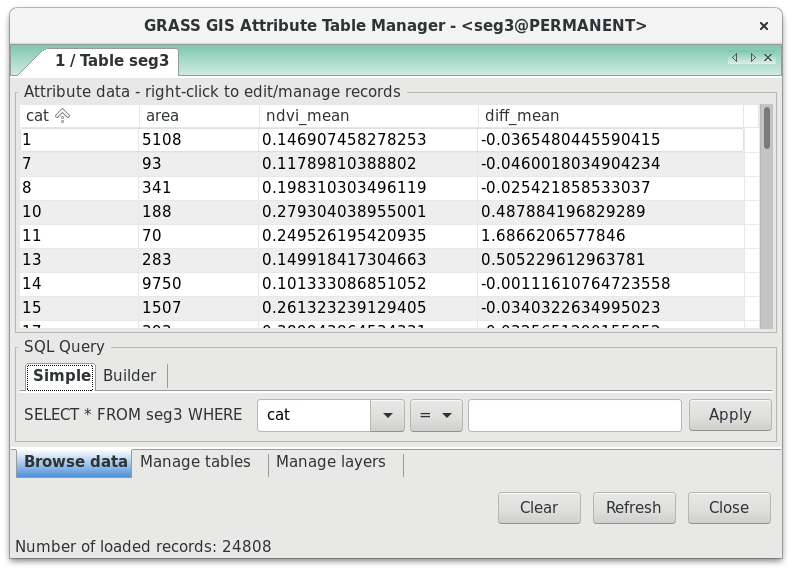 GRASS GIS Attribute Table Manager - <seg3@PERMANENT>
1 / Table seg3
Attribute data - right-click to edit/manage records
cat area ndvi_mean diff_mean
1 5108 0.146907458278253 -0.0365480445590415
7 93 0.11789810388802 -0.0460018034904234
8 341 0.198310303496119 -0.025421858533037
10 188 0.279304038955001 0.487884196829289
11 70 0.249526195420935 1.6866206577846
13 283 0.149918417304663 0.505229612963781
14 9750 0.101333086851052 -0.00111610764723558
15 1507 0.261323239129405 -0.0340322634995023
SQL Query
Simple Builder
SELECT * FROM seg3 WHERE cat = Apply
Browse data Manage tables Manage layers
Clear Refresh Close
Number of loaded records: 24808